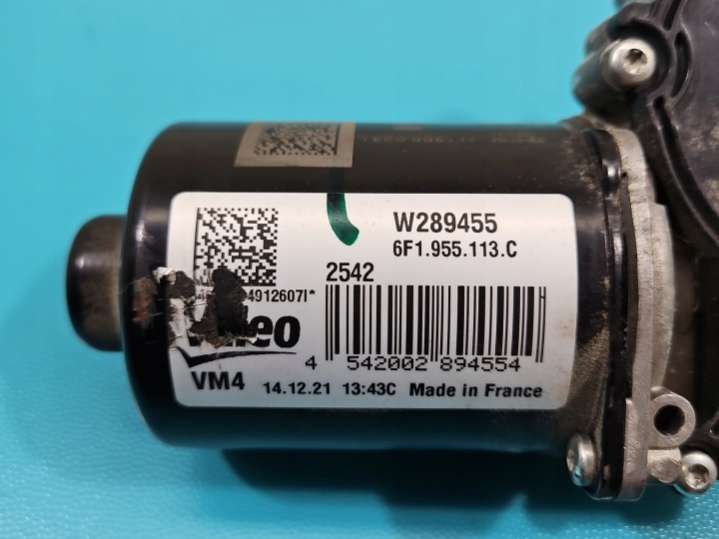 W289455
6F1.955.113.C
2542
4912607I*
Valeo
4 542002 894554
VM4 14.12.21 13:43C Made in France